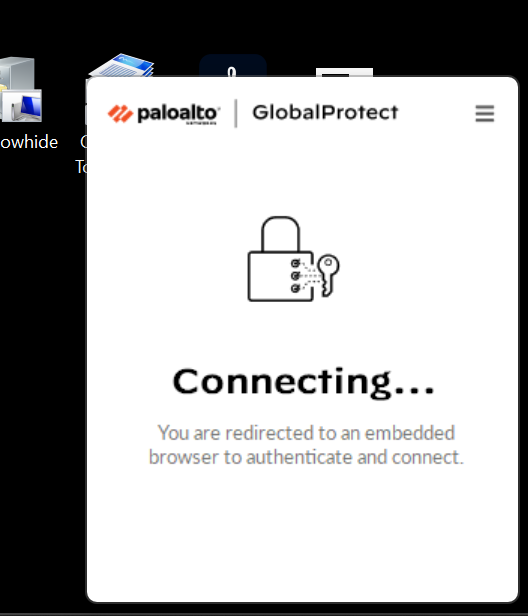 owhide
paloalto
GlobalProtect
Connecting...
You are redirected to an embedded
browser to authenticate and connect.